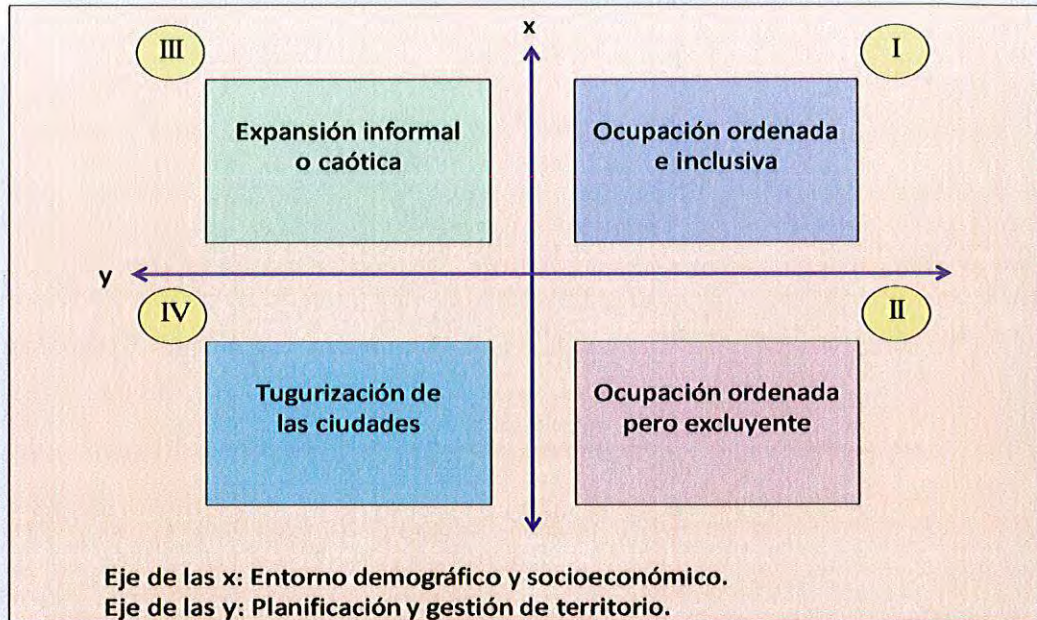 x
III
I
Expansión informal
o caótica
Ocupación ordenada
e inclusiva
y
IV
II
Tugurización de
las ciudades
Ocupación ordenada
pero excluyente
Eje de las x: Entorno demográfico y socioeconómico.
Eje de las y: Planificación y gestión de territorio.